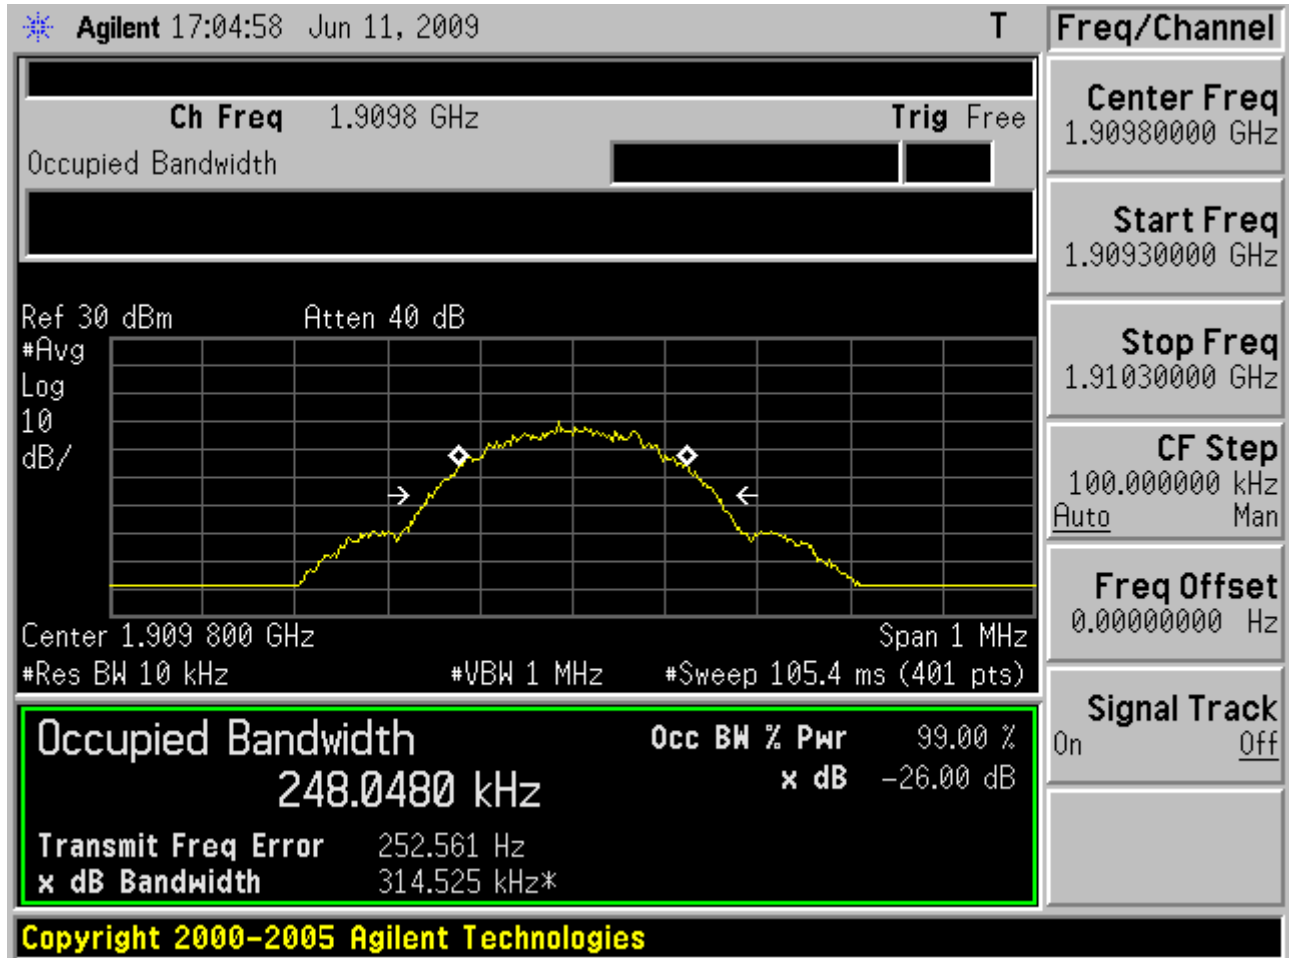 Agilent 17:04:58 Jun 11, 2009 T
Freq/Channel
Ch Freq 1.9098 GHz Trig Free
Occupied Bandwidth
Center Freq
1.90980000 GHz
Start Freq
1.90930000 GHz
Stop Freq
1.91030000 GHz
CF Step
100.000000 kHz
Auto Man
Freq Offset
0.00000000 Hz
Signal Track
On Off
Ref 30 dBm Atten 40 dB
#Avg
Log
10
dB/
Center 1.909 800 GHz Span 1 MHz
#Res BW 10 kHz #VBW 1 MHz #Sweep 105.4 ms (401 pts)
Occupied Bandwidth Occ BW % Pwr 99.00 %
248.0480 kHz x dB -26.00 dB
Transmit Freq Error 252.561 Hz
x dB Bandwidth 314.525 kHz*
Copyright 2000-2005 Agilent Technologies